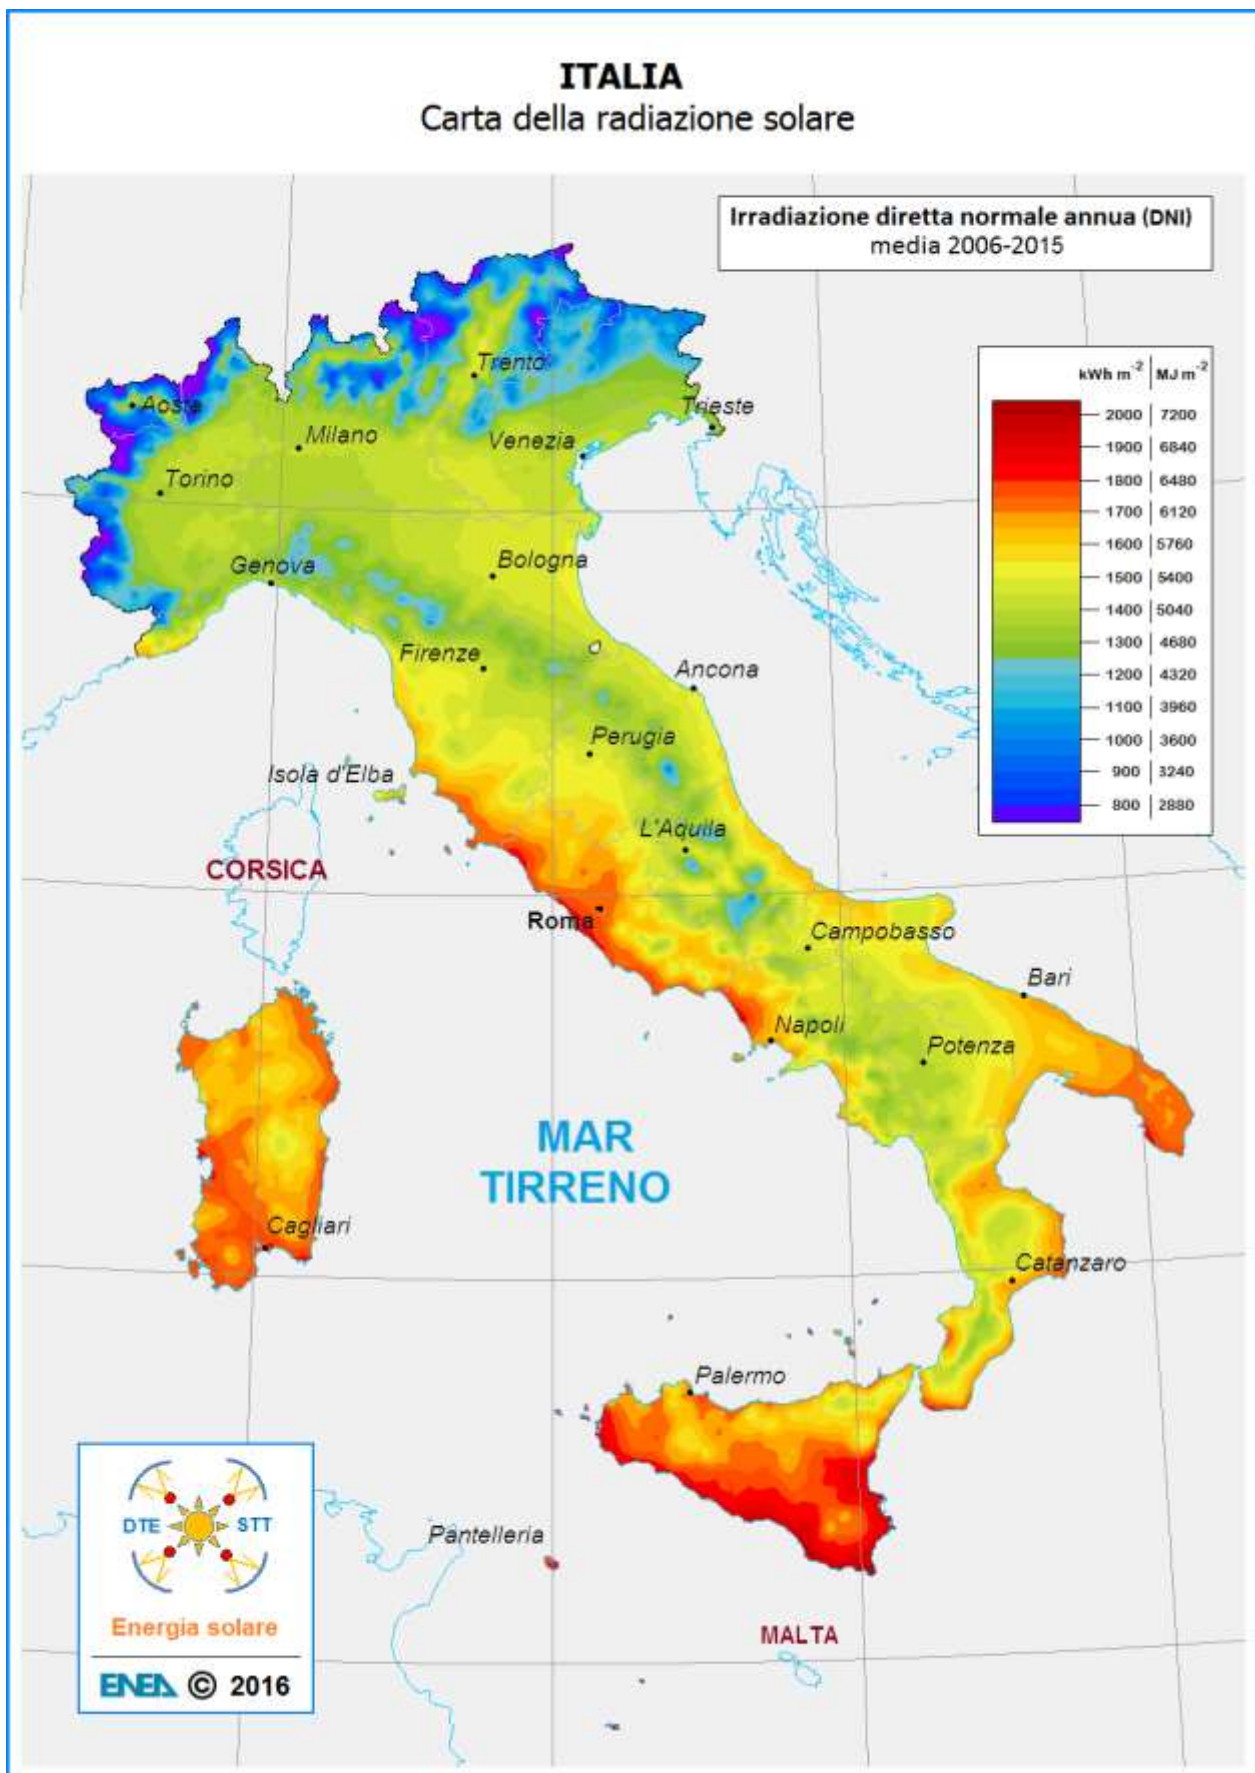 ITALIA
Carta della radiazione solare
Irradiazione diretta normale annua (DNI)
media 2006-2015
kWh m-2 | MJ m-2
2000 | 7200
1900 | 6840
1800 | 6480
1700 | 6120
1600 | 5760
1500 | 5400
1400 | 5040
1300 | 4680
1200 | 4320
1100 | 3960
1000 | 3600
900 | 3240
800 | 2880
Trento
Aosta
Trieste
Milano
Venezia
Torino
Genova
Bologna
Firenze
Ancona
Perugia
Isola d'Elba
L'Aquila
CORSICA
Roma
Campobasso
Bari
Napoli
Potenza
MAR
TIRRENO
Cagliari
Catanzaro
Palermo
Pantelleria
MALTA
DTE STT
Energia solare
ENEA © 2016